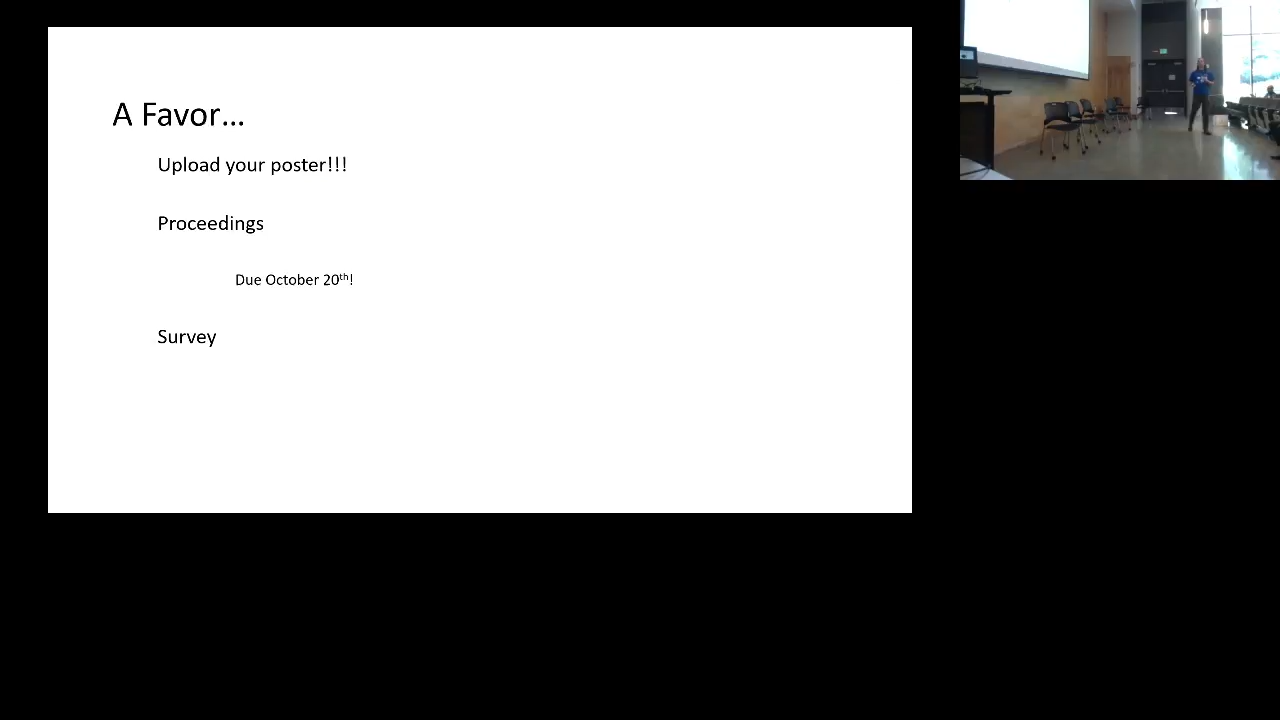 A Favor...
Upload your poster!!!
Proceedings
Due October 20th!
Survey